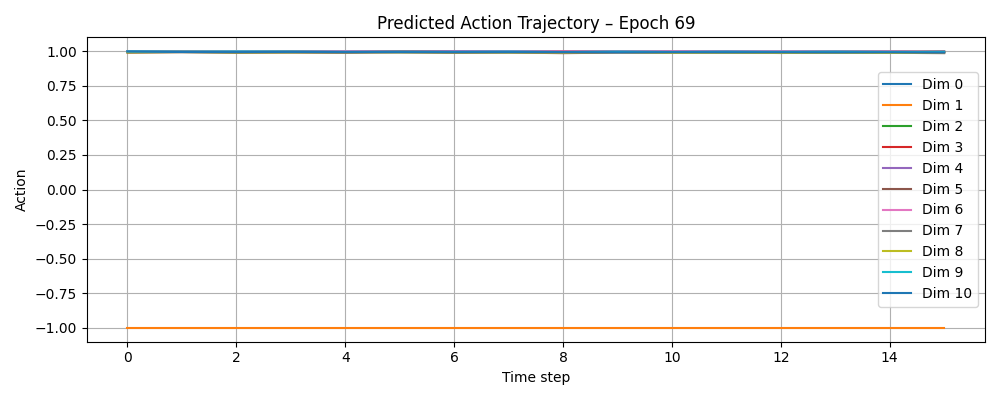 Predicted Action Trajectory – Epoch 69
1.00
0.75
0.50
0.25
0.00
−0.25
−0.50
−0.75
−1.00
Action
Dim 0
Dim 1
Dim 2
Dim 3
Dim 4
Dim 5
Dim 6
Dim 7
Dim 8
Dim 9
Dim 10
0 2 4 6 8 10 12 14
Time step